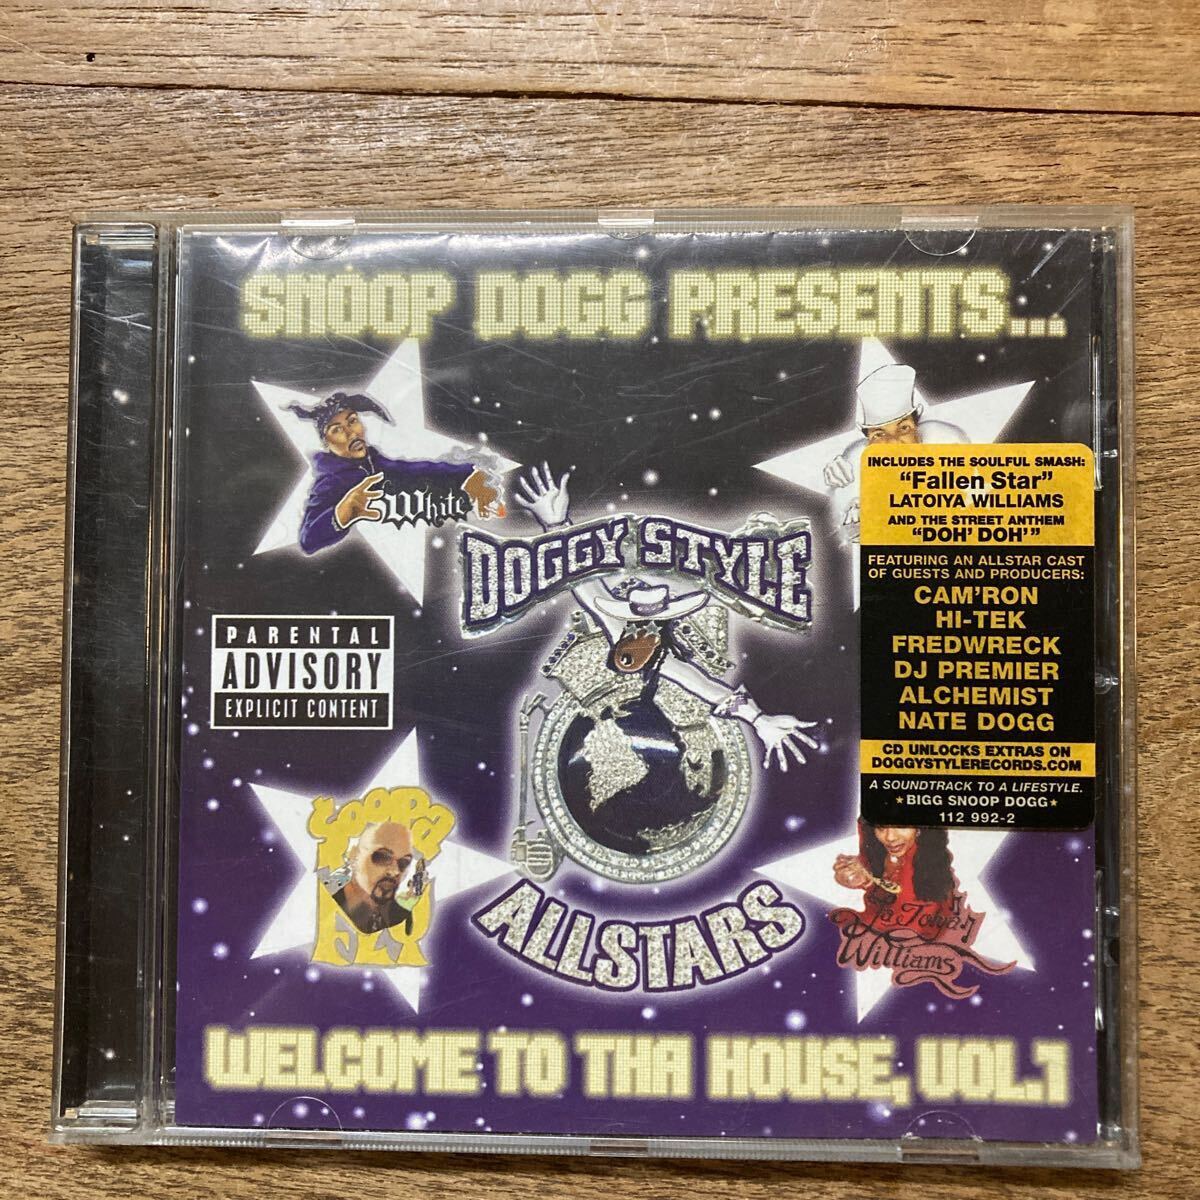 SNOOP DOGG PRESENTS...
White
DOGGY STYLE
ALLSTARS
PARENTAL
ADVISORY
EXPLICIT CONTENT
INCLUDES THE SOULFUL SMASH:
"Fallen Star"
LATOIYA WILLIAMS
AND THE STREET ANTHEM
"DOH' DOH'"
FEATURING AN ALLSTAR CAST
OF GUESTS AND PRODUCERS:
CAM'RON
HI-TEK
FREDWRECK
DJ PREMIER
ALCHEMIST
NATE DOGG
CD UNLOCKS EXTRAS ON
DOGGYSTYLERECORDS.COM
A SOUNDTRACK TO A LIFESTYLE.
★BIGG SNOOP DOGG★
112 992-2
FLY
LaToiya
Williams
WELCOME TO THA HOUSE, VOL.1